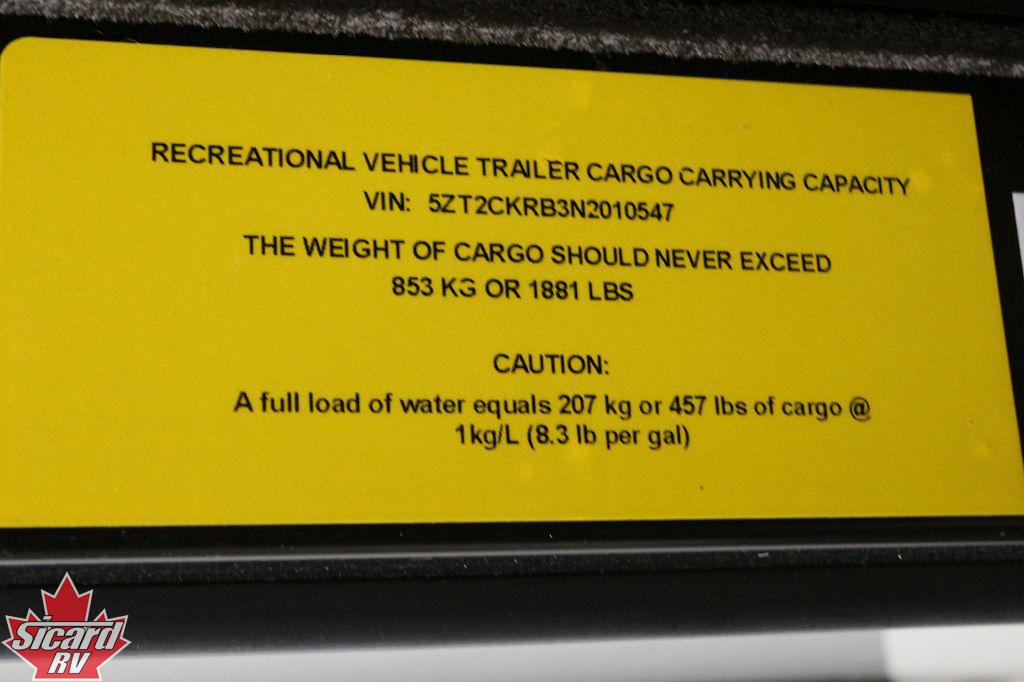 RECREATIONAL VEHICLE TRAILER CARGO CARRYING CAPACITY
VIN: 5ZT2CKRB3N2010547
THE WEIGHT OF CARGO SHOULD NEVER EXCEED
853 KG OR 1881 LBS
CAUTION:
A full load of water equals 207 kg or 457 lbs of cargo @
1kg/L (8.3 lb per gal)
Sicard
RV